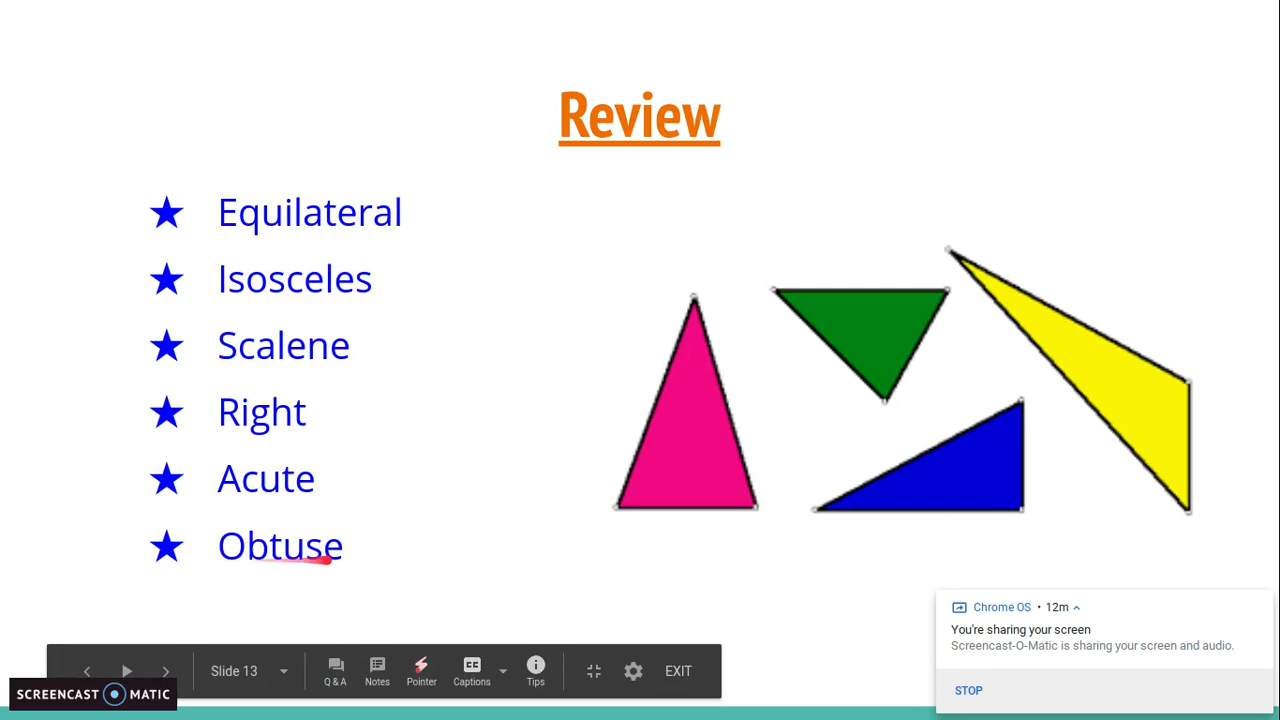 Review
★ Equilateral
★ Isosceles
★ Scalene
★ Right
★ Acute
★ Obtuse
Chrome OS • 12m
You're sharing your screen
Screencast-O-Matic is sharing your screen and audio.
STOP
Slide 13
Q & A
Notes
Pointer
CC
Captions
Tips
EXIT
SCREENCAST O MATIC